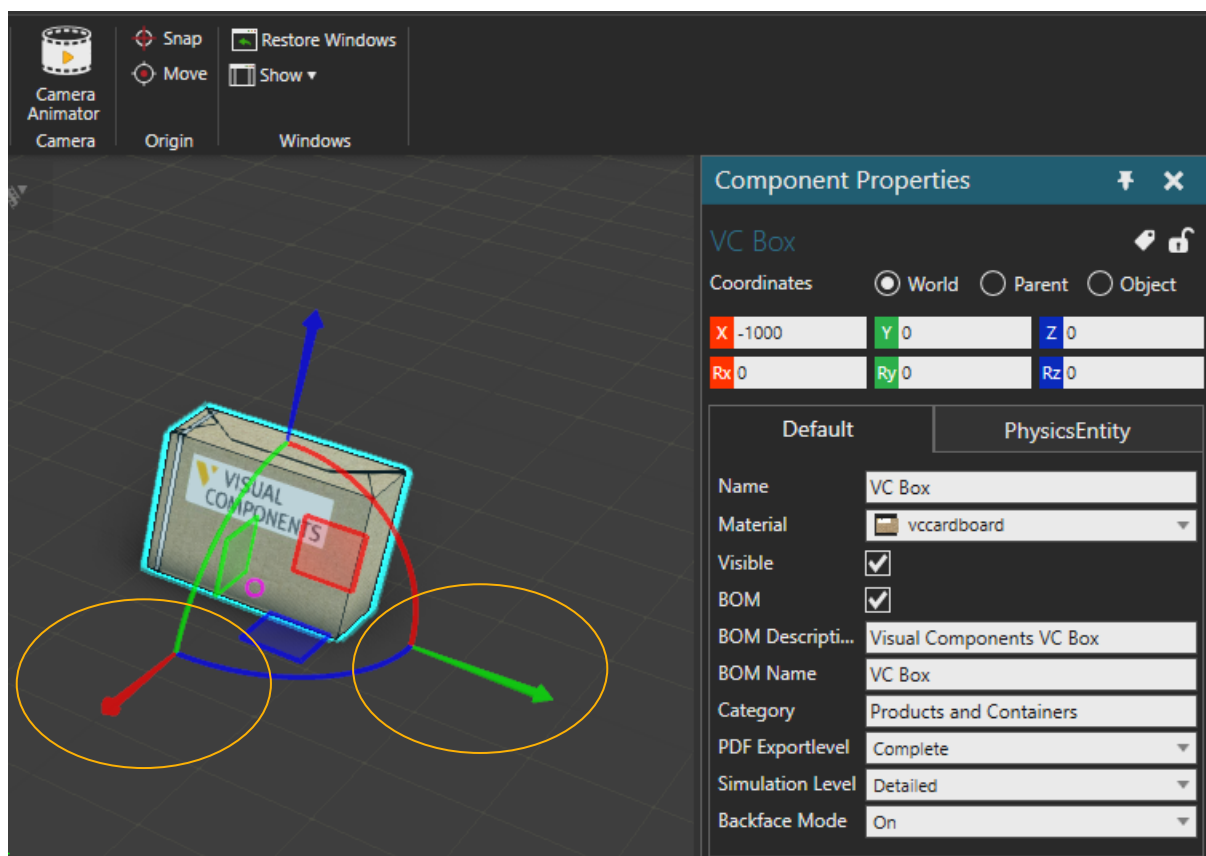 Camera
Animator
Camera
Snap
Move
Origin
Restore Windows
Show
Windows
VISUAL
COMPONENTS
Component Properties
VC Box
Coordinates World Parent Object
X -1000 Y 0 Z 0
Rx 0 Ry 0 Rz 0
Default PhysicsEntity
Name VC Box
Material vccardboard
Visible
BOM
BOM Descripti... Visual Components VC Box
BOM Name VC Box
Category Products and Containers
PDF Exportlevel Complete
Simulation Level Detailed
Backface Mode On